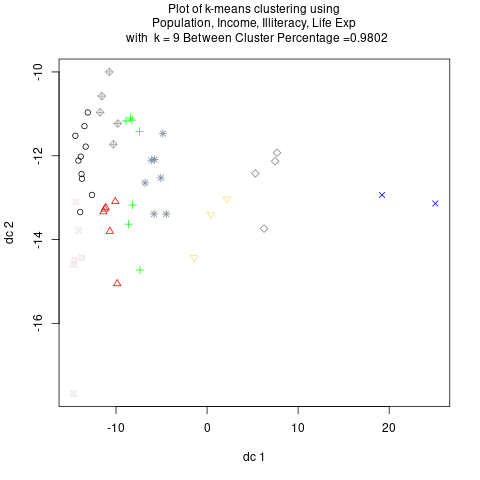 Plot of k-means clustering using
Population, Income, Illiteracy, Life Exp
with  k = 9 Between Cluster Percentage =0.9802
dc 2
-10
-12
-14
-16
-10
0
10
20
dc 1